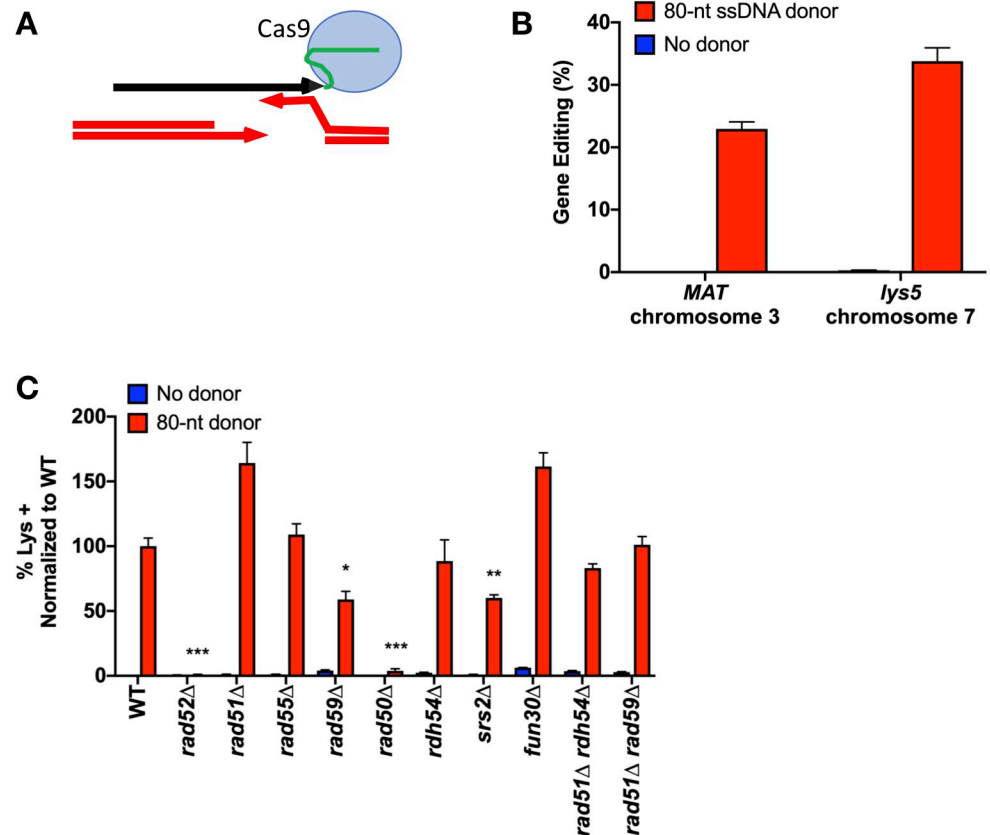 A
Cas9
B
80-nt ssDNA donor
No donor
Gene Editing (%)
40
30
20
10
0
MAT
chromosome 3
lys5
chromosome 7
C
No donor
80-nt donor
% Lys +
Normalized to WT
200
150
100
50
0
***
*
***
**
WT
rad52Δ
rad51Δ
rad55Δ
rad59Δ
rad50Δ
rdh54Δ
srs2Δ
fun30Δ
rad51Δ rdh54Δ
rad51Δ rad59Δ